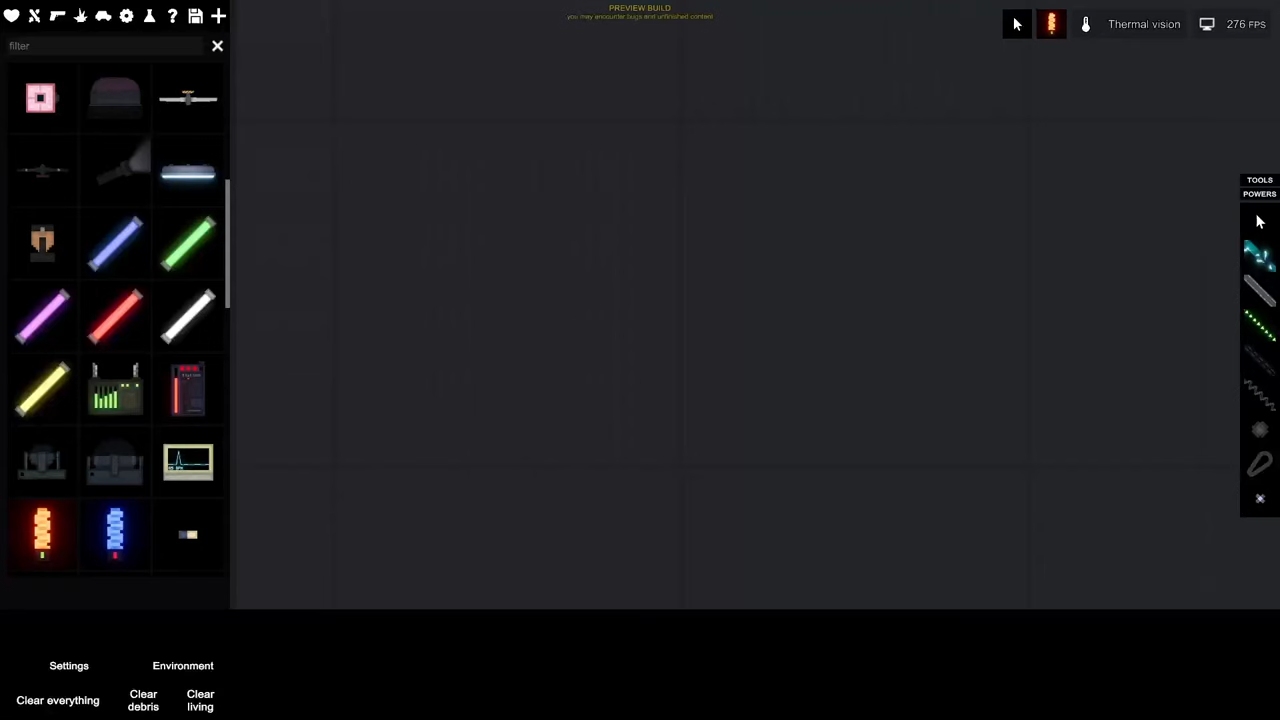 PREVIEW BUILD
you may encounter bugs and unfinished content
Thermal vision
276 FPS
filter
TOOLS
POWERS
Settings
Environment
Clear everything
Clear
debris
Clear
living